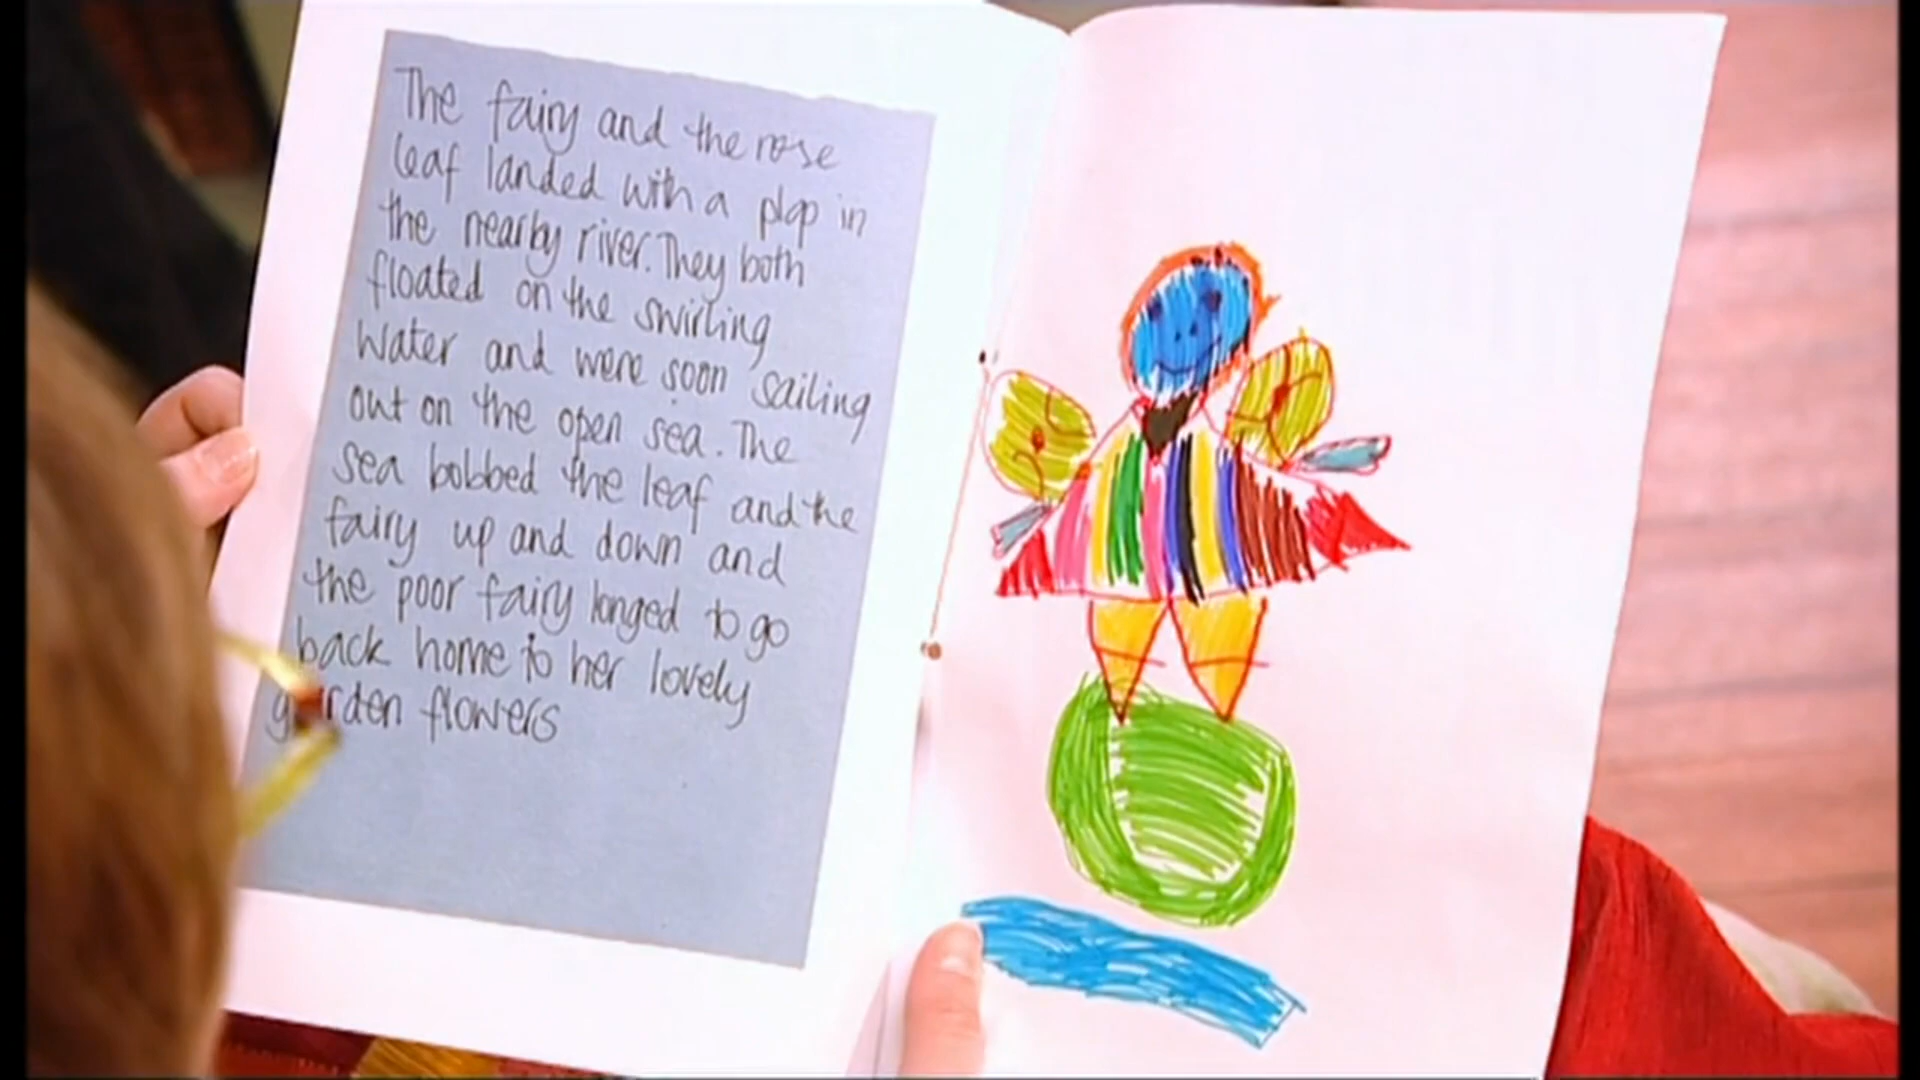 The fairy and the rose
leaf landed with a plop in
the nearby river. They both
floated on the swirling
water and were soon sailing
out on the open sea. The
sea bobbed the leaf and the
fairy up and down and
the poor fairy longed to go
back home to her lovely
garden flowers